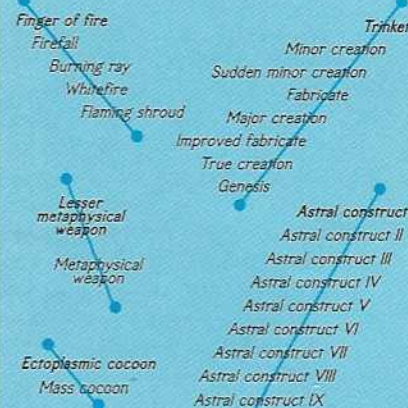 Finger of fire
Firefall
Burning ray
Whitefire
Flaming shroud
Trinket
Minor creation
Sudden minor creation
Fabricate
Major creation
Improved fabricate
True creation
Genesis
Lesser
metaphysical
weapon
Metaphysical
weapon
Ectoplasmic cocoon
Mass cocoon
Astral construct
Astral construct II
Astral construct III
Astral construct IV
Astral construct V
Astral construct VI
Astral construct VII
Astral construct VIII
Astral construct IX